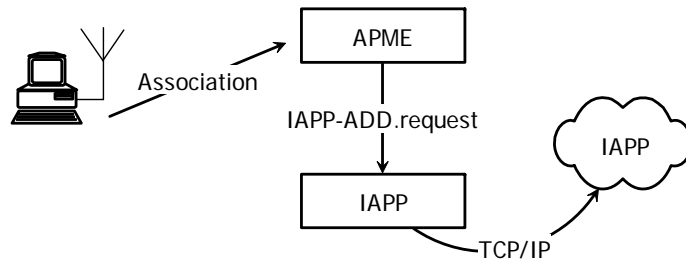 APME
Association
IAPP-ADD.request
IAPP
IAPP
TCP/IP